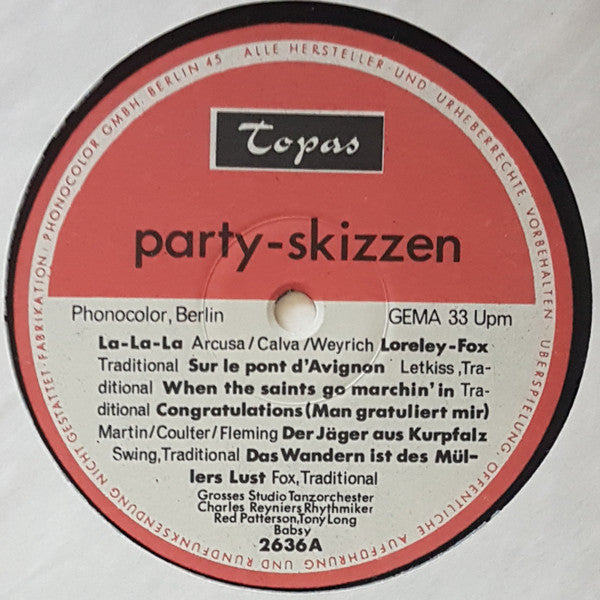 ALLE HERSTELLER-UND URHEBERRECHTE VORBEHALTEN · ÜBERSPIELUNG, ÖFFENTLICHE AUFFÜHRUNG UND RUNDFUNKSENDUNG NICHT GESTATTET·FABRIKATION: PHONOCOLOR GMBH, BERLIN 45
Topas
party-skizzen
Phonocolor, Berlin GEMA 33 Upm
La-La-La Arcusa/Calva/Weyrich Loreley-Fox
Traditional Sur le pont d'Avignon Letkiss,Tra-
ditional When the saints go marchin' in Tra-
ditional Congratulations(Man gratuliert mir)
Martin/Coulter/Fleming Der Jäger aus Kurpfalz
Swing,Traditional Das Wandern ist des Mül-
lers Lust Fox,Traditional
Grosses Studio Tanzorchester
Charles Reyniers Rhythmiker
Red Patterson,Tony Long
Babsy
2636A